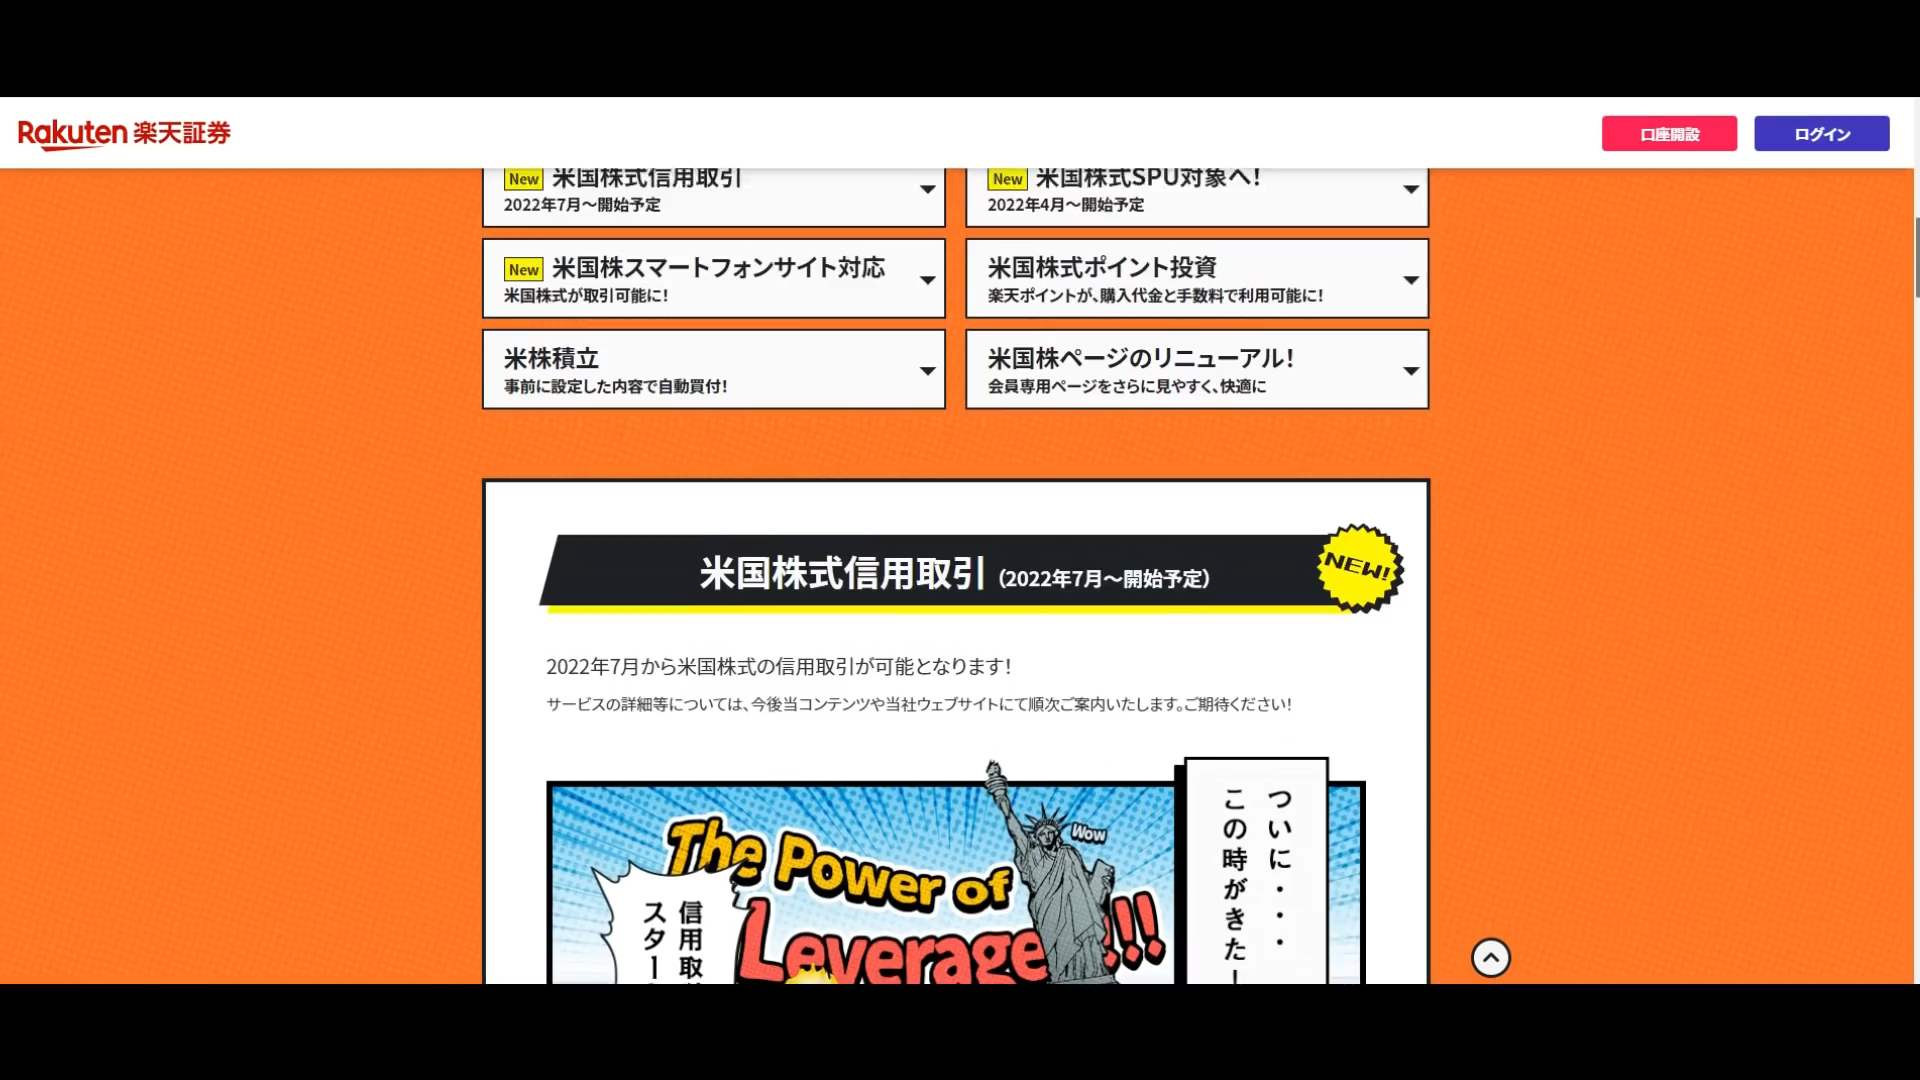 Rakuten 楽天証券
口座開設
ログイン
New 米国株式信用取引
2022年7月～開始予定
New 米国株式SPU対象へ!
2022年4月～開始予定
New 米国株スマートフォンサイト対応
米国株式が取引可能に!
米国株式ポイント投資
楽天ポイントが、購入代金と手数料で利用可能に!
米株積立
事前に設定した内容で自動買付!
米国株ページのリニューアル!
会員専用ページをさらに見やすく、快適に
米国株式信用取引 (2022年7月～開始予定)
NEW!
2022年7月から米国株式の信用取引が可能となります!
サービスの詳細等については、今後当コンテンツや当社ウェブサイトにて順次ご案内いたします。ご期待ください!
The Power of
Leverage!!!
Wow
ついに・・・
この時がきたー
信用取
スター